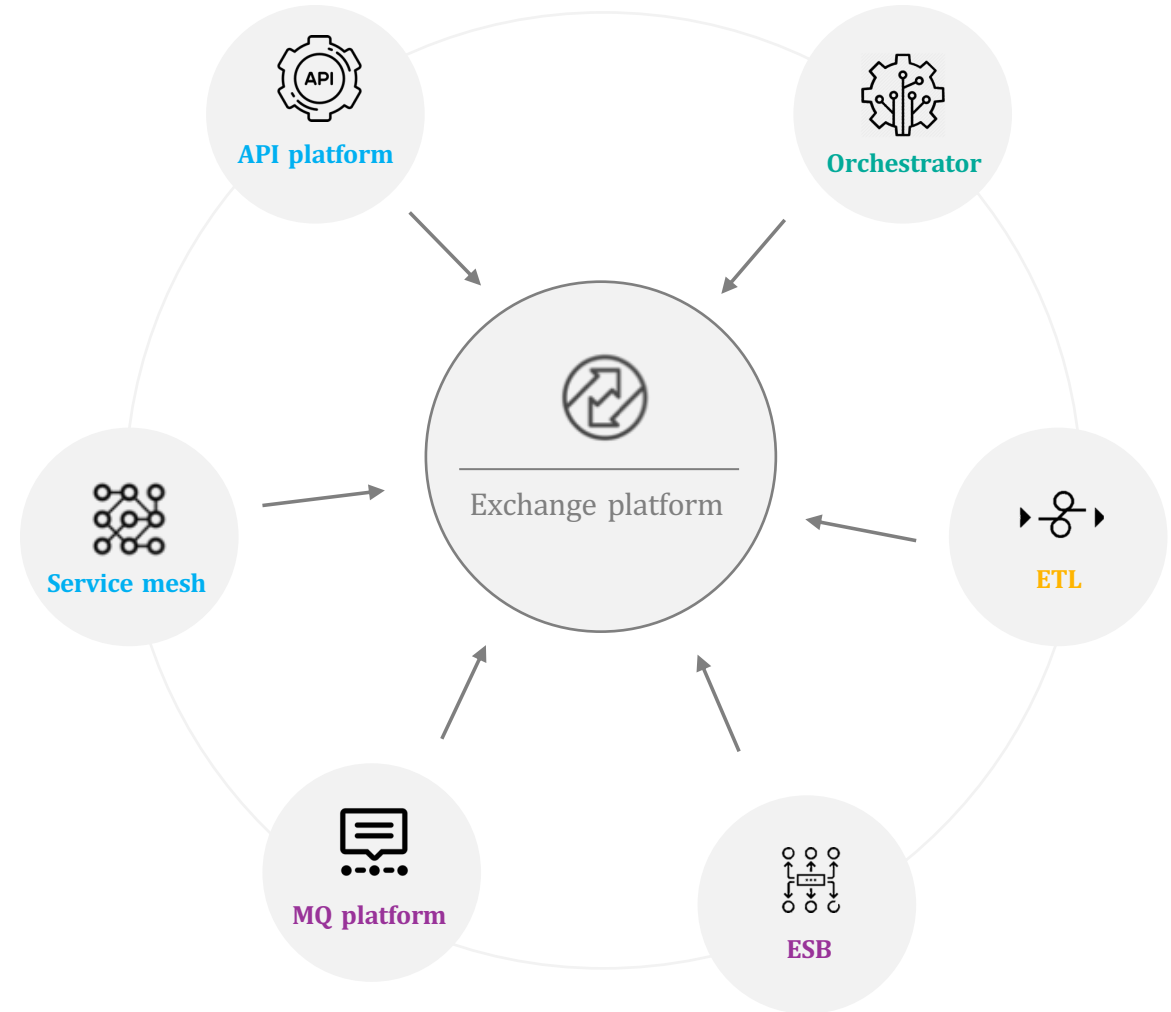 API
API platform
Orchestrator
Exchange platform
Service mesh
ETL
MQ platform
ESB